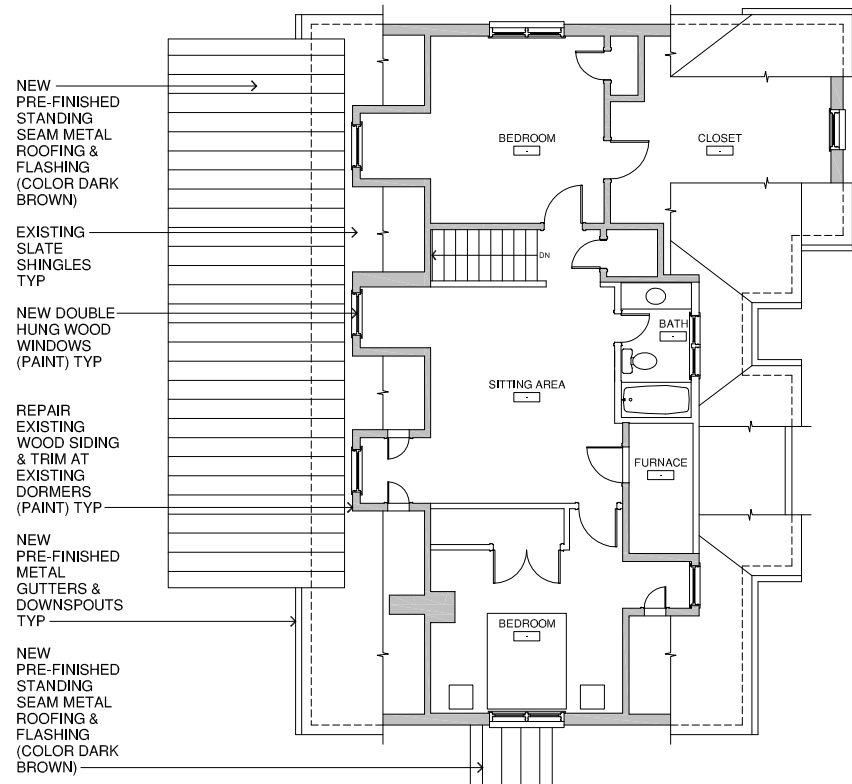 NEW
PRE-FINISHED
STANDING
SEAM METAL
ROOFING &
FLASHING
(COLOR DARK
BROWN)
EXISTING
SLATE
SHINGLES
TYP
NEW DOUBLE
HUNG WOOD
WINDOWS
(PAINT) TYP
REPAIR
EXISTING
WOOD SIDING
& TRIM AT
EXISTING
DORMERS
(PAINT) TYP
NEW
PRE-FINISHED
METAL
GUTTERS &
DOWNSPOUTS
TYP
NEW
PRE-FINISHED
STANDING
SEAM METAL
ROOFING &
FLASHING
(COLOR DARK
BROWN)
BEDROOM
-
CLOSET
-
DN
BATH
-
SITTING AREA
-
FURNACE
-
BEDROOM
-